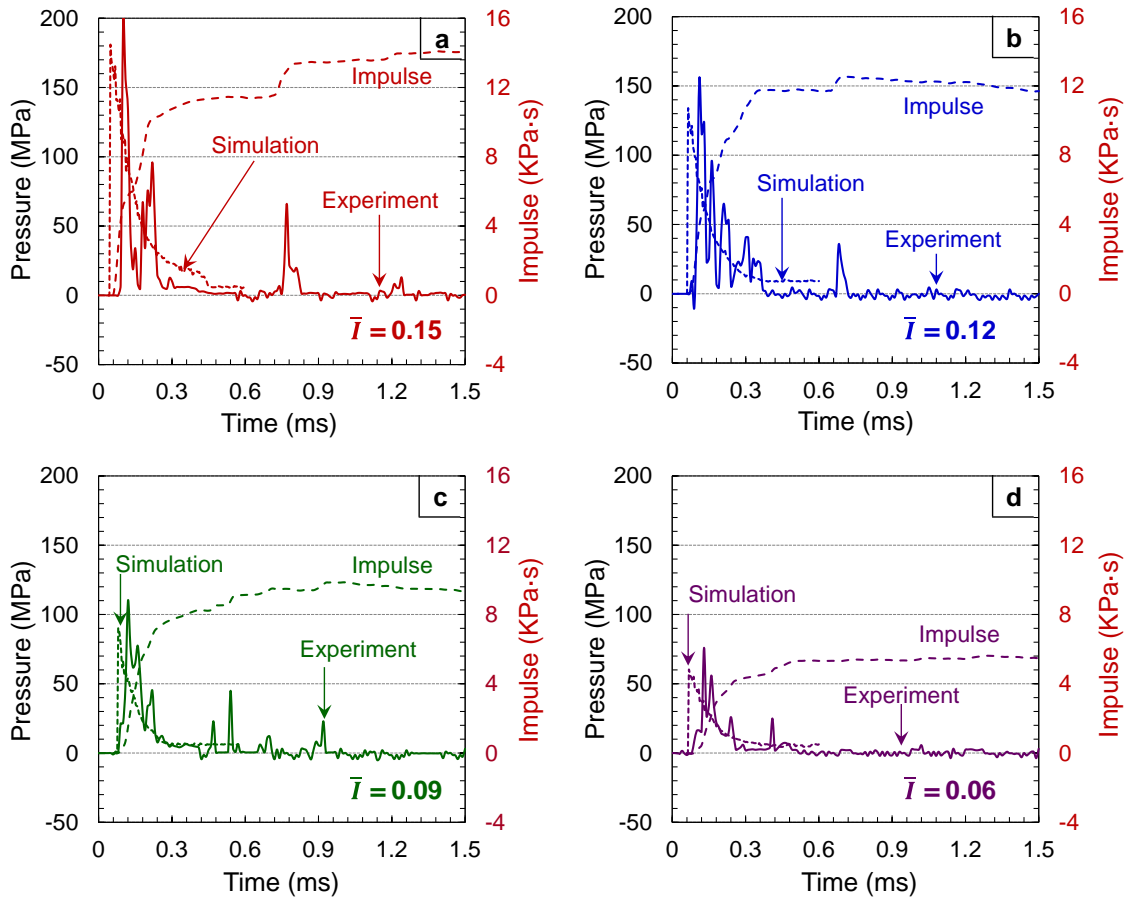 a
200
150
100
50
0
-50
Pressure (MPa)
16
12
8
4
0
-4
Impulse (KPa·s)
Impulse
Simulation
Experiment
Ī = 0.15
0 0.3 0.6 0.9 1.2 1.5
Time (ms)
b
200
150
100
50
0
-50
Pressure (MPa)
16
12
8
4
0
-4
Impulse (KPa·s)
Impulse
Simulation
Experiment
Ī = 0.12
0 0.3 0.6 0.9 1.2 1.5
Time (ms)
c
200
150
100
50
0
-50
Pressure (MPa)
16
12
8
4
0
-4
Impulse (KPa·s)
Simulation
Impulse
Experiment
Ī = 0.09
0 0.3 0.6 0.9 1.2 1.5
Time (ms)
d
200
150
100
50
0
-50
Pressure (MPa)
16
12
8
4
0
-4
Impulse (KPa·s)
Simulation
Impulse
Experiment
Ī = 0.06
0 0.3 0.6 0.9 1.2 1.5
Time (ms)